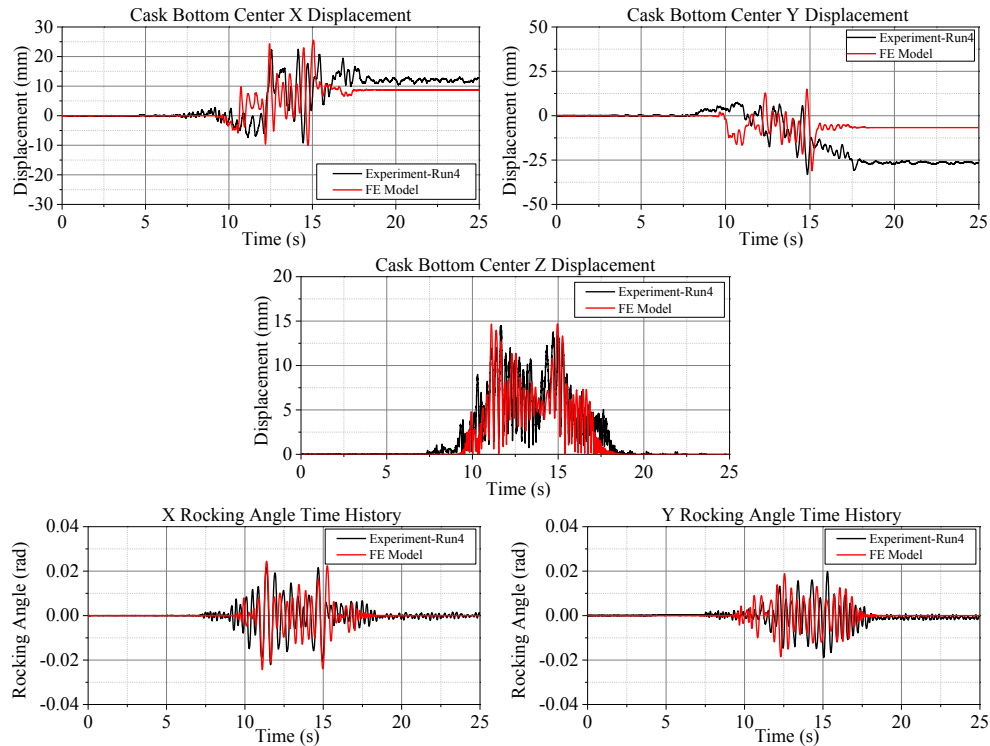 Cask Bottom Center X Displacement
Displacement (mm)
30
20
10
0
-10
-20
-30
Experiment-Run4
FE Model
0 5 10 15 20 25
Time (s)
Cask Bottom Center Y Displacement
Displacement (mm)
50
25
0
-25
-50
Experiment-Run4
FE Model
0 5 10 15 20 25
Time (s)
Cask Bottom Center Z Displacement
Displacement (mm)
20
15
10
5
0
Experiment-Run4
FE Model
0 5 10 15 20 25
Time (s)
X Rocking Angle Time History
Rocking Angle (rad)
0.04
0.02
0.00
-0.02
-0.04
Experiment-Run4
FE Model
0 5 10 15 20 25
Time (s)
Y Rocking Angle Time History
Rocking Angle (rad)
0.04
0.02
0.00
-0.02
-0.04
Experiment-Run4
FE Model
0 5 10 15 20 25
Time (s)